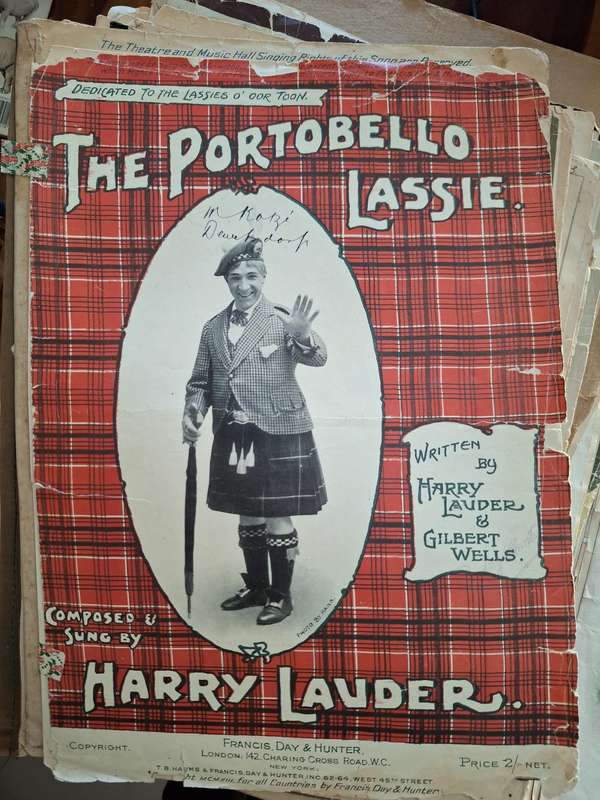 The Theatre and Music Hall Singing Rights of this Song are Reserved.
DEDICATED TO THE LASSIES O' OOR TOON.
THE PORTOBELLO
LASSIE.
WRITTEN
BY
HARRY
LAUDER
&
GILBERT
WELLS.
PHOTO BY
COMPOSED &
SUNG BY
HARRY LAUDER.
COPYRIGHT.
FRANCIS, DAY & HUNTER,
LONDON: 142, CHARING CROSS ROAD, W.C.
NEW YORK:
T. B. HARMS & FRANCIS, DAY & HUNTER, INC. 62-64, WEST 45TH STREET.
PRICE 2/- NET.
for all Countries by Francis, Day & Hunter